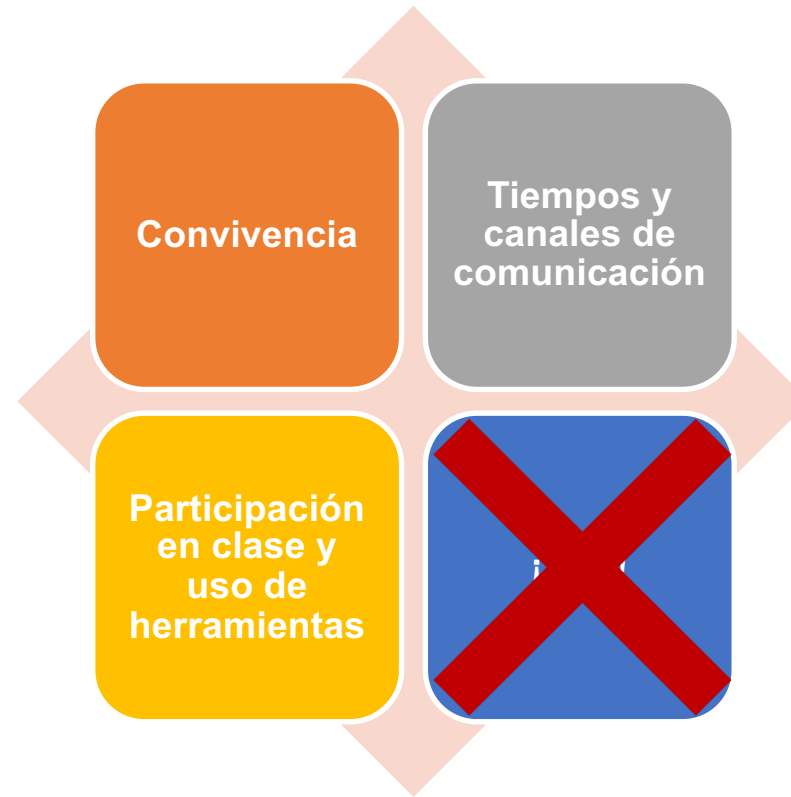 Convivencia
Tiempos y
canales de
comunicación
Participación
en clase y
uso de
herramientas